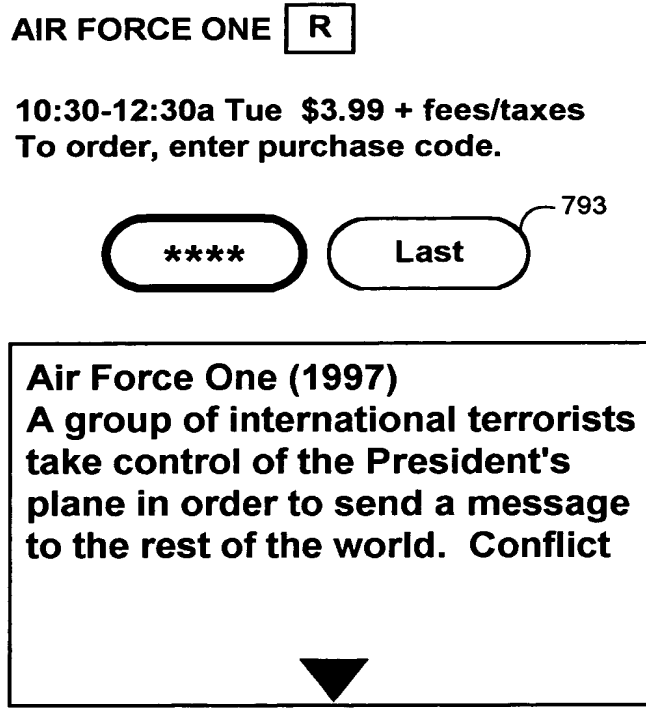 AIR FORCE ONE R
10:30-12:30a Tue $3.99 + fees/taxes
To order, enter purchase code.
793
**** Last
Air Force One (1997)
A group of international terrorists
take control of the President's
plane in order to send a message
to the rest of the world. Conflict